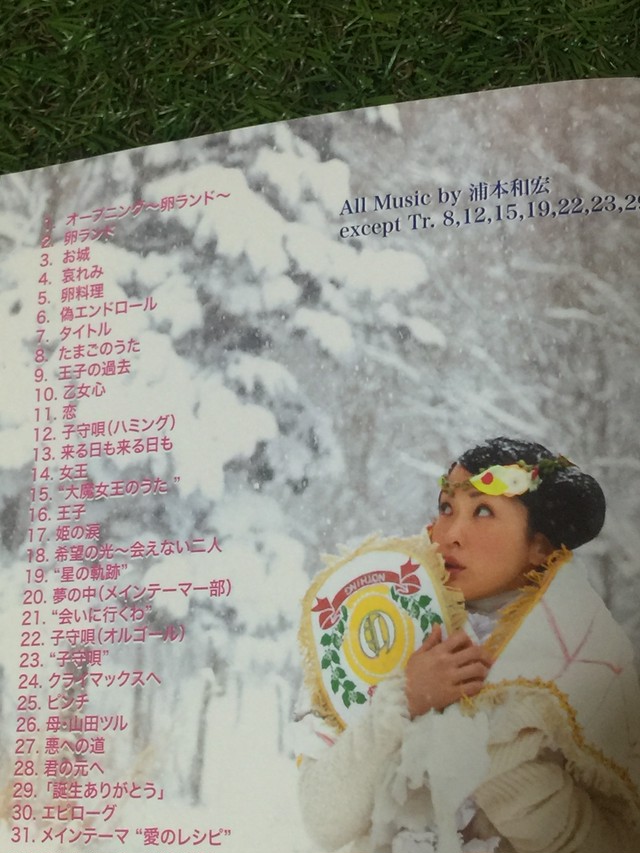 All Music by 浦本和宏
except Tr. 8,12,15,19,22,23,29
1. オープニング〜卵ランド〜
2. 卵ランド
3. お城
4. 哀れみ
5. 卵料理
6. 偽エンドロール
7. タイトル
8. たまごのうた
9. 王子の過去
10. 乙女心
11. 恋
12. 子守唄(ハミング)
13. 来る日も来る日も
14. 女王
15. “大魔女王のうた ”
16. 王子
17. 姫の涙
18. 希望の光〜会えない二人
19. “星の軌跡”
20. 夢の中(メインテーマ一部)
21. “会いに行くわ”
22. 子守唄(オルゴール)
23. “子守唄”
24. クライマックスへ
25. ピンチ
26. 母・山田ツル
27. 悪への道
28. 君の元へ
29. 「誕生ありがとう」
30. エピローグ
31. メインテーマ “愛のレシピ”
NOTHING